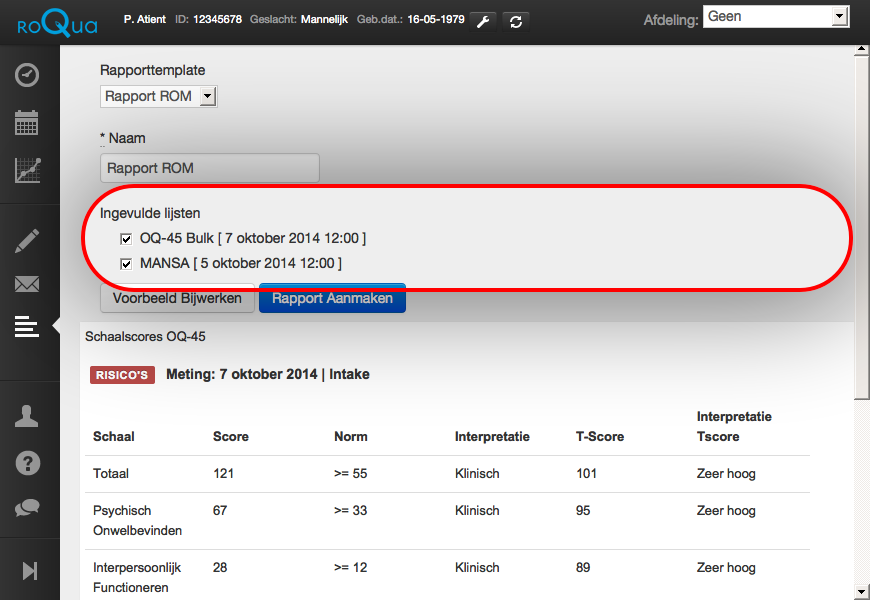 roQua P. Atient ID: 12345678 Geslacht: Mannelijk Geb.dat.: 16-05-1979 Afdeling: Geen
Rapporttemplate
Rapport ROM
* Naam
Rapport ROM
Ingevulde lijsten
OQ-45 Bulk [ 7 oktober 2014 12:00 ]
MANSA [ 5 oktober 2014 12:00 ]
Voorbeeld Bijwerken Rapport Aanmaken
Schaalscores OQ-45
RISICO'S Meting: 7 oktober 2014 | Intake
Schaal Score Norm Interpretatie T-Score Interpretatie Tscore
Totaal 121 >= 55 Klinisch 101 Zeer hoog
Psychisch Onwelbevinden 67 >= 33 Klinisch 95 Zeer hoog
Interpersoonlijk Functioneren 28 >= 12 Klinisch 89 Zeer hoog